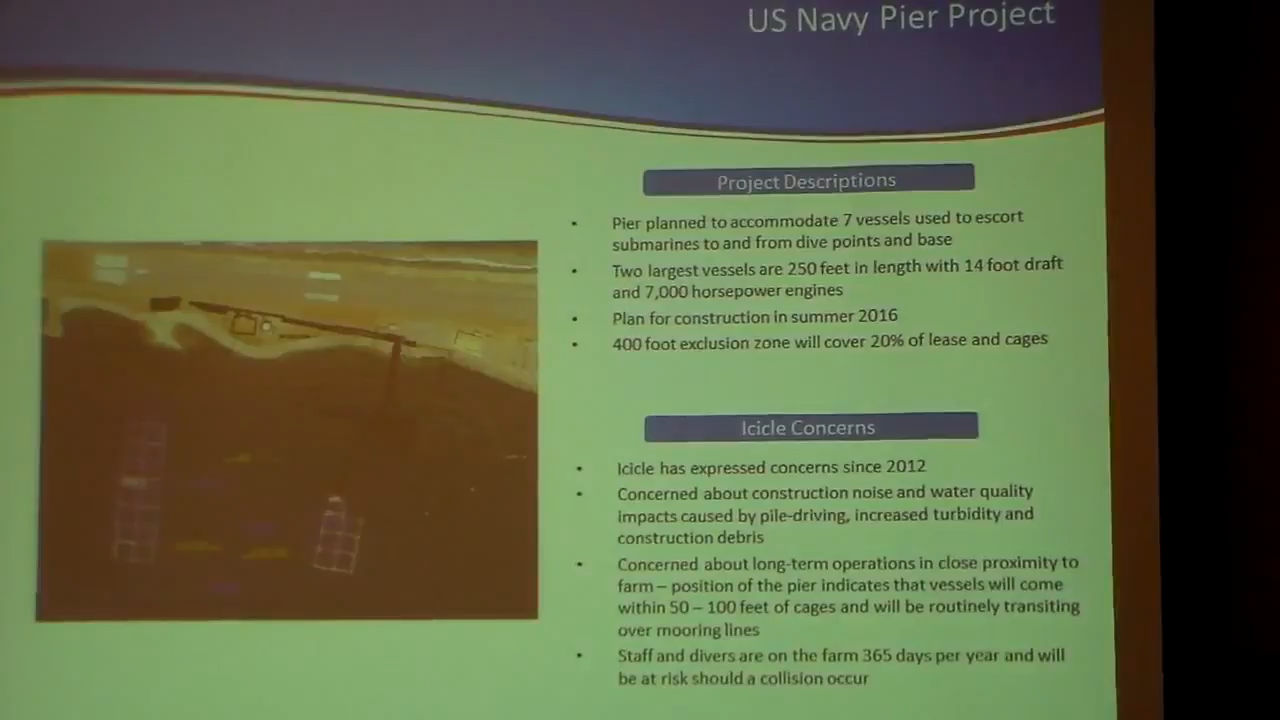 US Navy Pier Project
Project Descriptions
• Pier planned to accommodate 7 vessels used to escort
submarines to and from dive points and base
• Two largest vessels are 250 feet in length with 14 foot draft
and 7,000 horsepower engines
• Plan for construction in summer 2016
• 400 foot exclusion zone will cover 20% of lease and cages
Icicle Concerns
• Icicle has expressed concerns since 2012
• Concerned about construction noise and water quality
impacts caused by pile-driving, increased turbidity and
construction debris
• Concerned about long-term operations in close proximity to
farm – position of the pier indicates that vessels will come
within 50 – 100 feet of cages and will be routinely transiting
over mooring lines
• Staff and divers are on the farm 365 days per year and will
be at risk should a collision occur